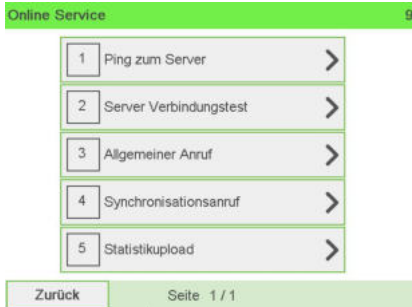 Online Service 9
1 Ping zum Server
2 Server Verbindungstest
3 Allgemeiner Anruf
4 Synchronisationsanruf
5 Statistikupload
Zurück Seite 1 / 1